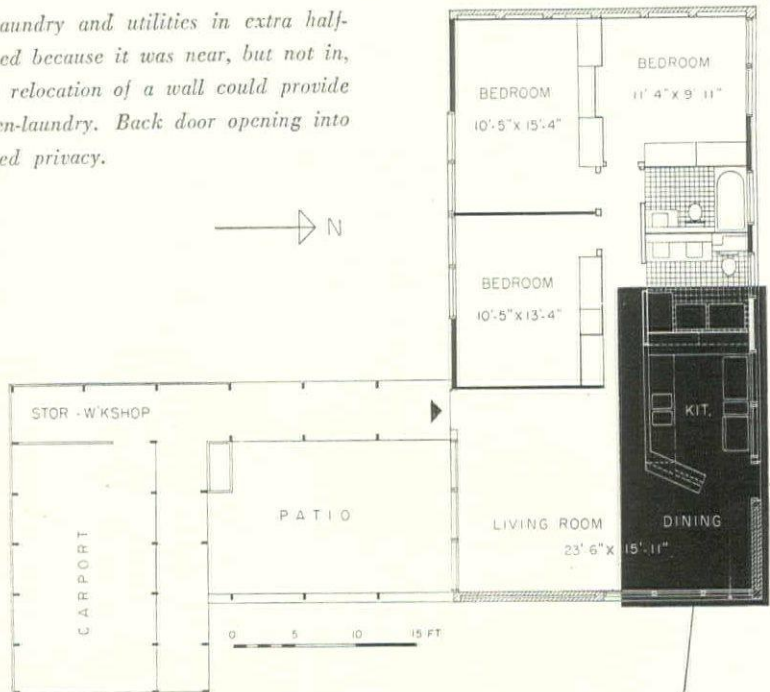 aundry and utilities in extra half-
ed because it was near, but not in,
relocation of a wall could provide
en-laundry. Back door opening into
ed privacy.
N
BEDROOM
11' 4" X 9' 11"
BEDROOM
10'-5" X 15'-4"
BEDROOM
10'-5" X 13'-4"
STOR - W'KSHOP
KIT.
PATIO
LIVING ROOM
DINING
23' 6" X 15'-11"
CARPORT
0 5 10 15 FT